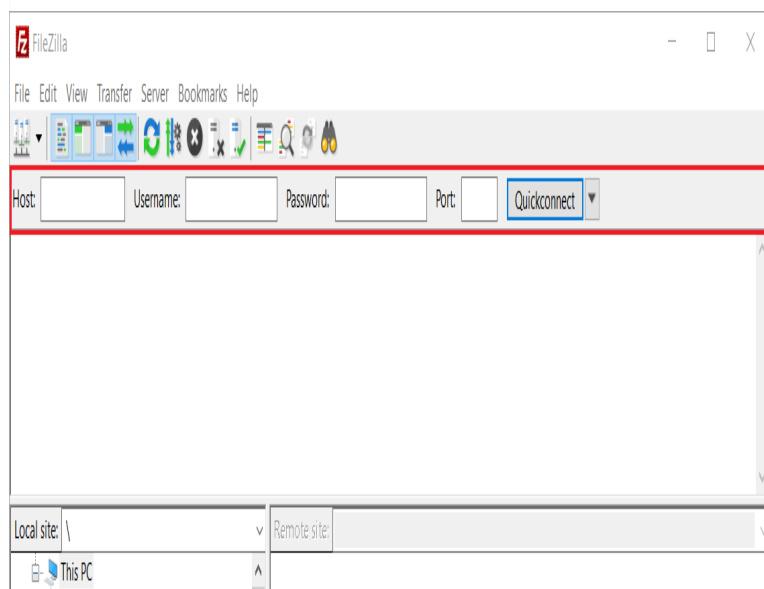 FileZilla
File Edit View Transfer Server Bookmarks Help
Host: Username: Password: Port: Quickconnect
Local site: \ Remote site:
This PC